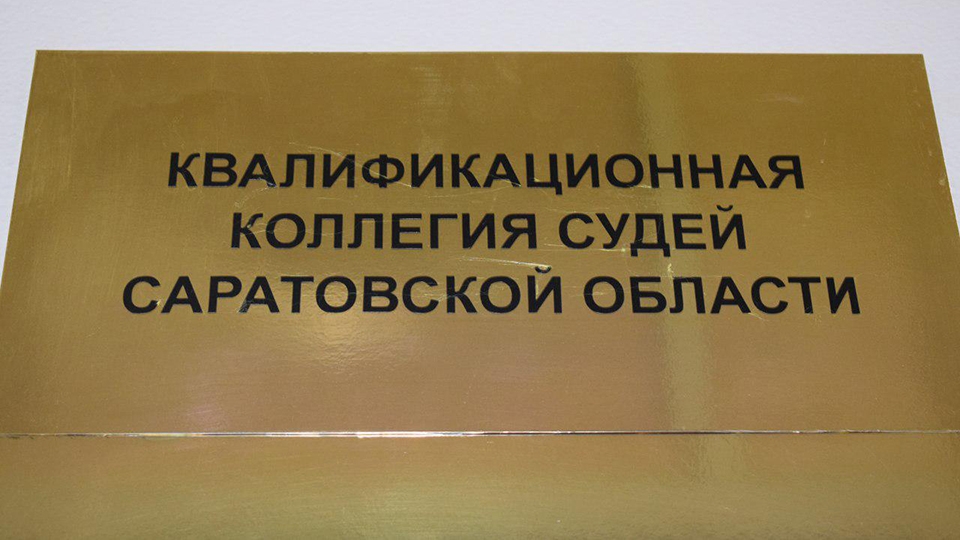 КВАЛИФИКАЦИОННАЯ
КОЛЛЕГИЯ СУДЕЙ
САРАТОВСКОЙ ОБЛАСТИ